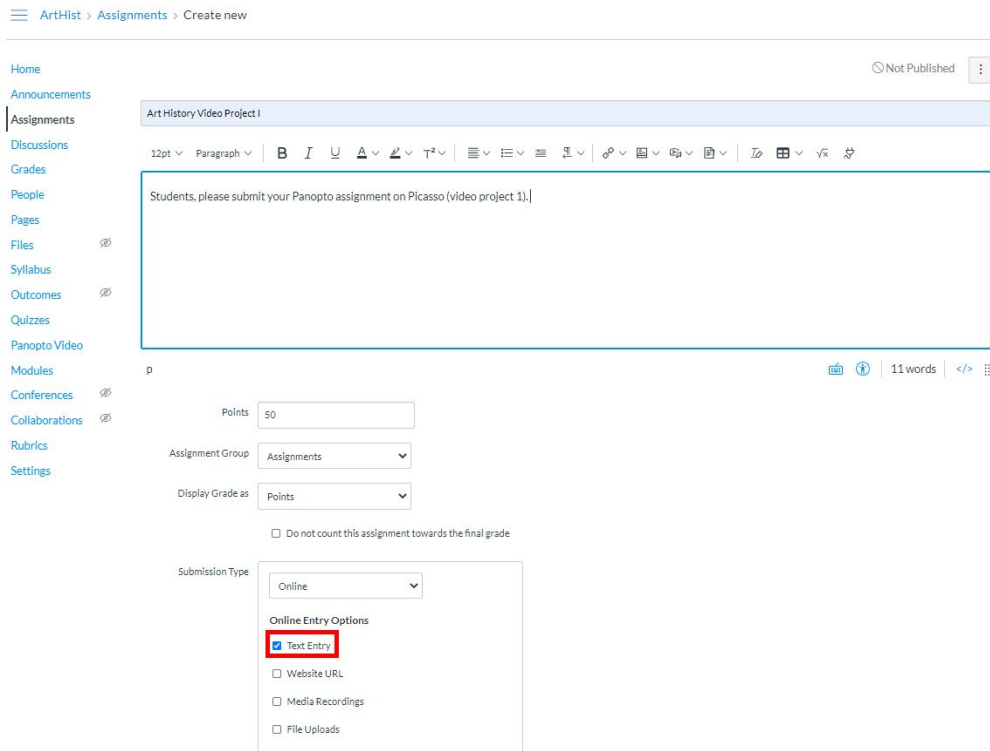 ArtHist > Assignments > Create new
Home
Announcements
Assignments
Discussions
Grades
People
Pages
Files
Syllabus
Outcomes
Quizzes
Panopto Video
Modules
Conferences
Collaborations
Rubrics
Settings
Not Published
Art History Video Project I
12pt Paragraph B I U A T²
Students, please submit your Panopto assignment on Picasso (video project 1).
p 11 words </>
Points 50
Assignment Group Assignments
Display Grade as Points
Do not count this assignment towards the final grade
Submission Type Online
Online Entry Options
Text Entry
Website URL
Media Recordings
File Uploads